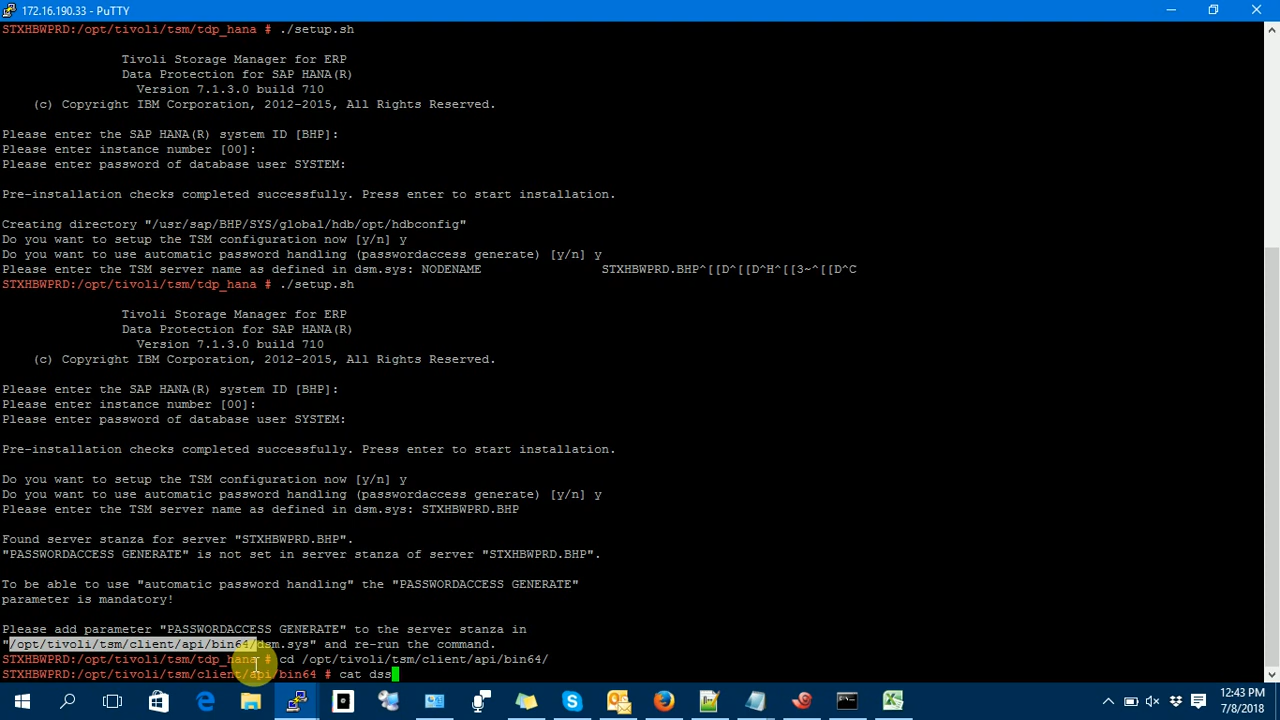 172.16.190.33 - PuTTY
STXHBWPRD:/opt/tivoli/tsm/tdp_hana # ./setup.sh
Tivoli Storage Manager for ERP
Data Protection for SAP HANA(R)
Version 7.1.3.0 build 710
(c) Copyright IBM Corporation, 2012-2015, All Rights Reserved.
Please enter the SAP HANA(R) system ID [BHP]:
Please enter instance number [00]:
Please enter password of database user SYSTEM:
Pre-installation checks completed successfully. Press enter to start installation.
Creating directory "/usr/sap/BHP/SYS/global/hdb/opt/hdbconfig"
Do you want to setup the TSM configuration now [y/n] y
Do you want to use automatic password handling (passwordaccess generate) [y/n] y
Please enter the TSM server name as defined in dsm.sys: NODENAME                STXHBWPRD.BHP^[[D^[[D^H^[[3~^[[D^C
STXHBWPRD:/opt/tivoli/tsm/tdp_hana # ./setup.sh
Tivoli Storage Manager for ERP
Data Protection for SAP HANA(R)
Version 7.1.3.0 build 710
(c) Copyright IBM Corporation, 2012-2015, All Rights Reserved.
Please enter the SAP HANA(R) system ID [BHP]:
Please enter instance number [00]:
Please enter password of database user SYSTEM:
Pre-installation checks completed successfully. Press enter to start installation.
Do you want to setup the TSM configuration now [y/n] y
Do you want to use automatic password handling (passwordaccess generate) [y/n] y
Please enter the TSM server name as defined in dsm.sys: STXHBWPRD.BHP
Found server stanza for server "STXHBWPRD.BHP".
"PASSWORDACCESS GENERATE" is not set in server stanza of server "STXHBWPRD.BHP".
To be able to use "automatic password handling" the "PASSWORDACCESS GENERATE"
parameter is mandatory!
Please add parameter "PASSWORDACCESS GENERATE" to the server stanza in
"/opt/tivoli/tsm/client/api/bin64/dsm.sys" and re-run the command.
STXHBWPRD:/opt/tivoli/tsm/tdp_hana # cd /opt/tivoli/tsm/client/api/bin64/
STXHBWPRD:/opt/tivoli/tsm/client/api/bin64 # cat dss
12:43 PM
7/8/2018